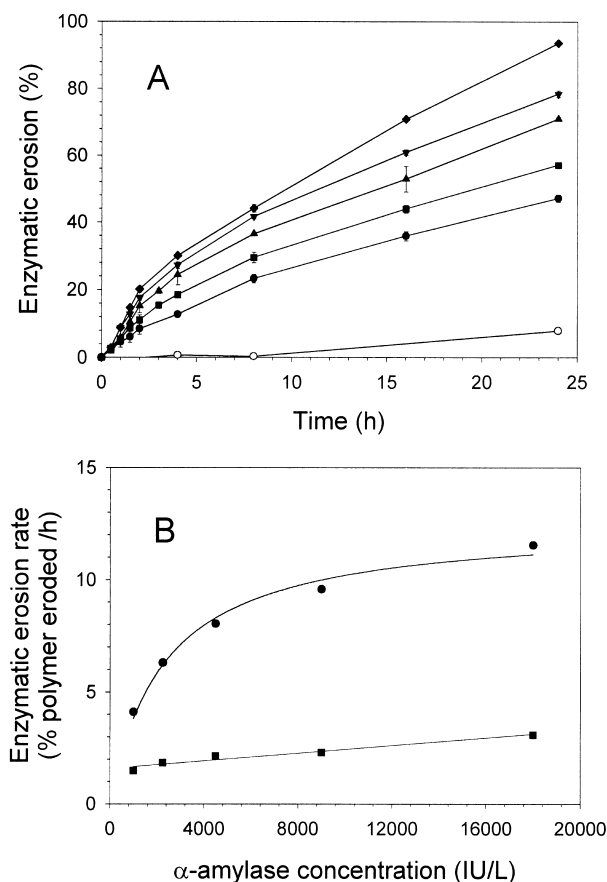 A
Enzymatic erosion (%)
100
80
60
40
20
0
0 5 10 15 20 25
Time (h)
B
Enzymatic erosion rate
(% polymer eroded /h)
15
10
5
0
0 4000 8000 12000 16000 20000
α-amylase concentration (IU/L)